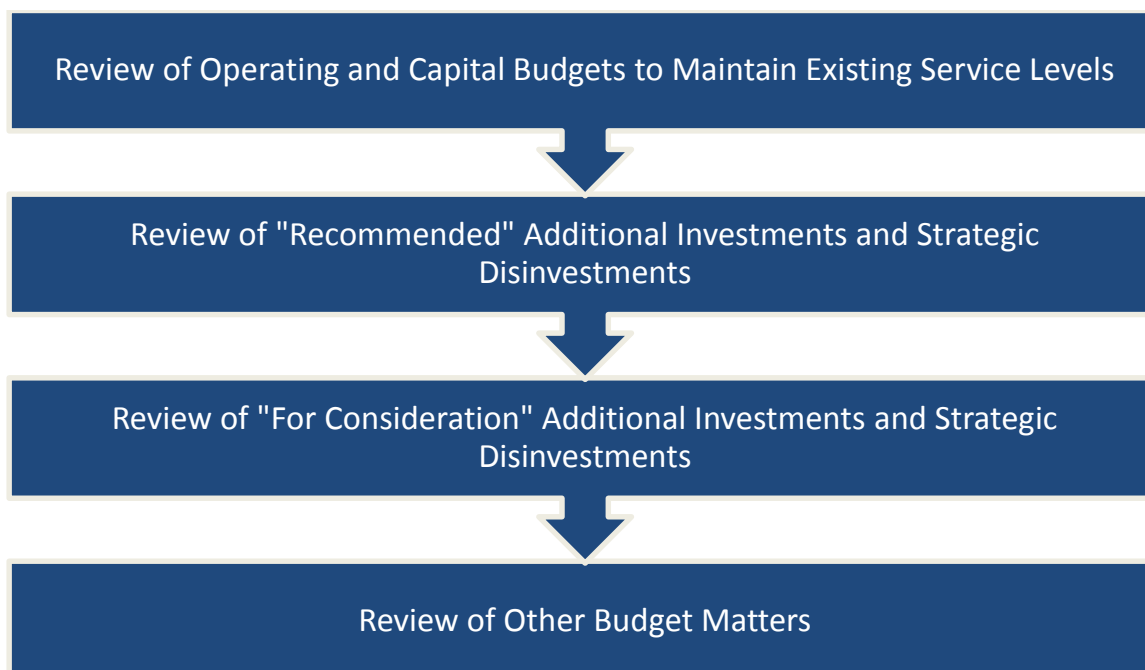 Review of Operating and Capital Budgets to Maintain Existing Service Levels
Review of "Recommended" Additional Investments and Strategic
Disinvestments
Review of "For Consideration" Additional Investments and Strategic
Disinvestments
Review of Other Budget Matters